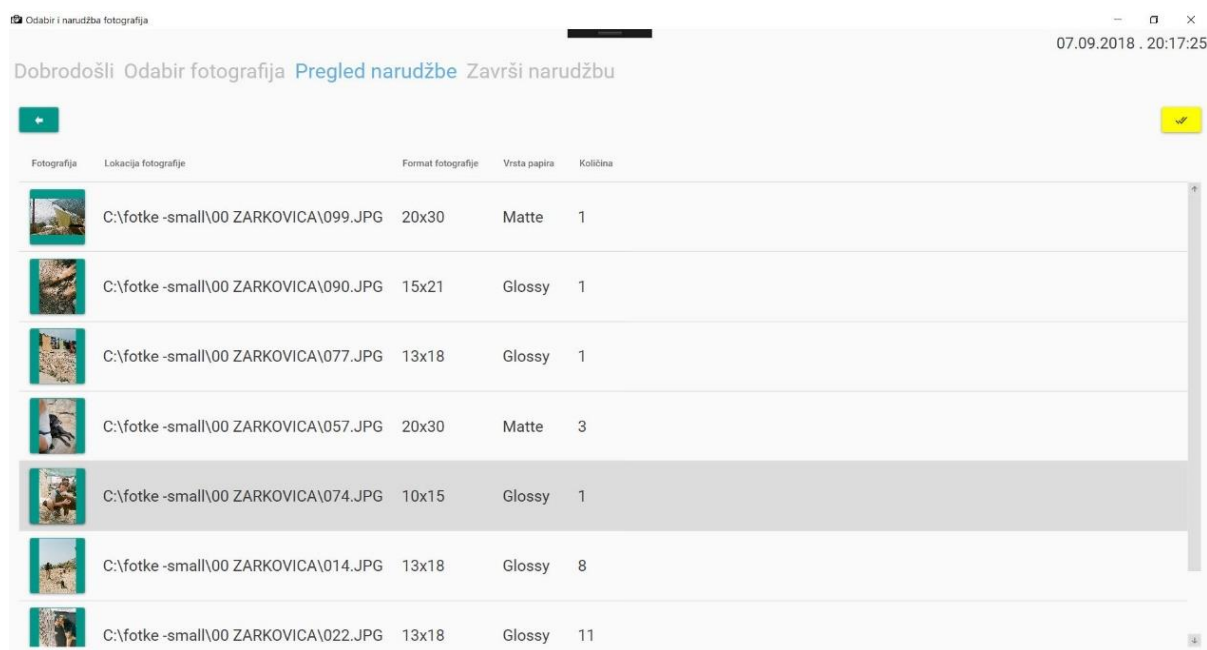 Odabir i narudžba fotografija
07.09.2018 . 20:17:25
Dobrodošli Odabir fotografija Pregled narudžbe Završi narudžbu
Fotografija Lokacija fotografije Format fotografije Vrsta papira Količina
C:\fotke -small\00 ZARKOVICA\099.JPG 20x30 Matte 1
C:\fotke -small\00 ZARKOVICA\090.JPG 15x21 Glossy 1
C:\fotke -small\00 ZARKOVICA\077.JPG 13x18 Glossy 1
C:\fotke -small\00 ZARKOVICA\057.JPG 20x30 Matte 3
C:\fotke -small\00 ZARKOVICA\074.JPG 10x15 Glossy 1
C:\fotke -small\00 ZARKOVICA\014.JPG 13x18 Glossy 8
C:\fotke -small\00 ZARKOVICA\022.JPG 13x18 Glossy 11